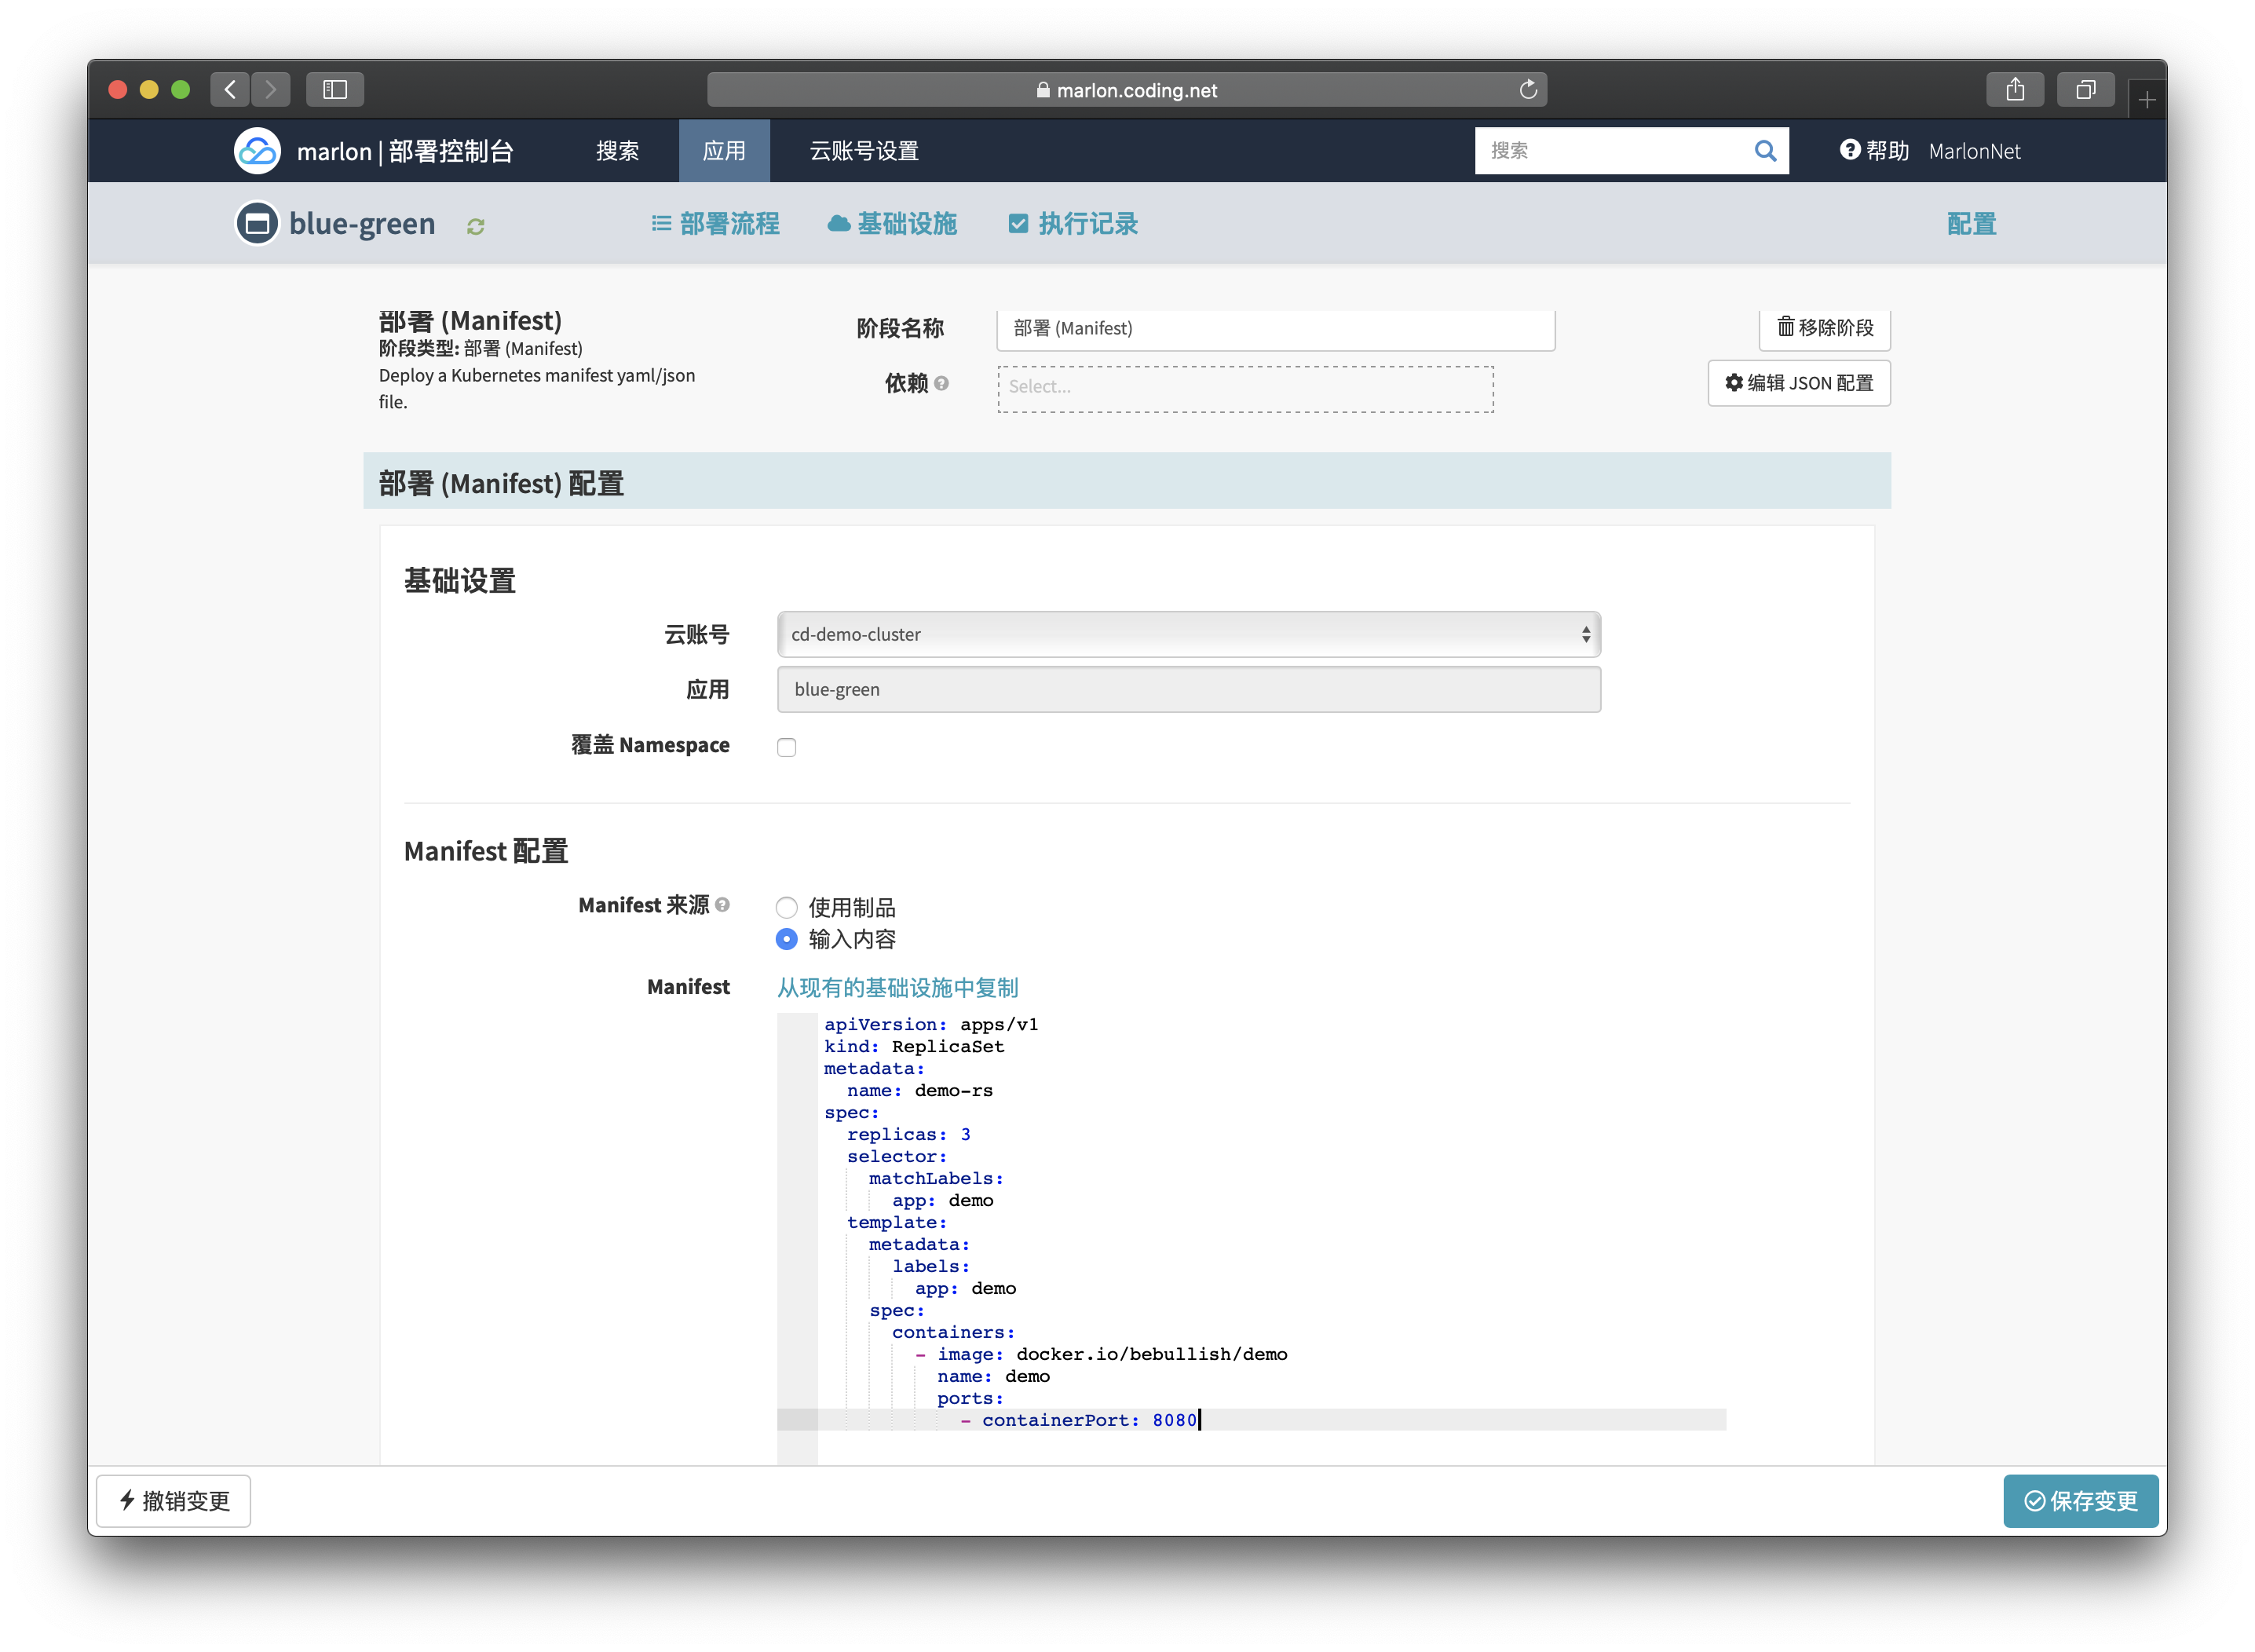 marlon.coding.net
marlon | 部署控制台 搜索 应用 云账号设置 搜索 帮助 MarlonNet
blue-green 部署流程 基础设施 执行记录 配置
部署 (Manifest)
阶段类型: 部署 (Manifest)
Deploy a Kubernetes manifest yaml/json
file.
阶段名称 部署 (Manifest) 移除阶段
依赖 Select... 编辑 JSON 配置
部署 (Manifest) 配置
基础设置
云账号 cd-demo-cluster
应用 blue-green
覆盖 Namespace
Manifest 配置
Manifest 来源 使用制品
输入内容
Manifest 从现有的基础设施中复制
apiVersion: apps/v1
kind: ReplicaSet
metadata:
  name: demo-rs
spec:
  replicas: 3
  selector:
    matchLabels:
      app: demo
  template:
    metadata:
      labels:
        app: demo
    spec:
      containers:
        - image: docker.io/bebullish/demo
          name: demo
          ports:
            - containerPort: 8080
撤销变更 保存变更